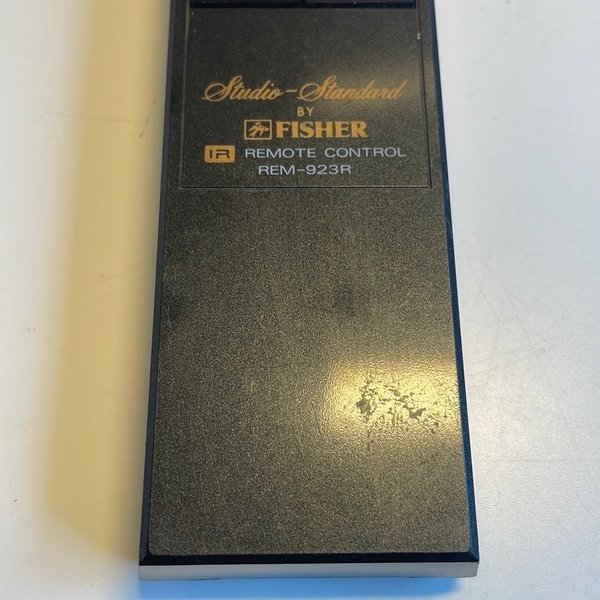 Studio-Standard
BY
FISHER
IR REMOTE CONTROL
REM-923R